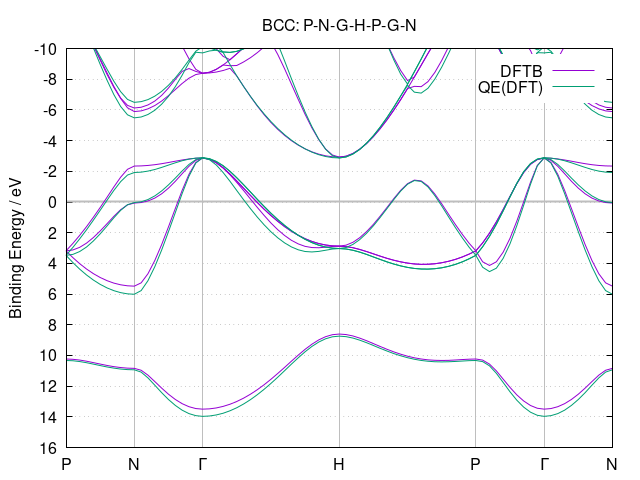 BCC: P-N-G-H-P-G-N
DFTB
QE(DFT)
Binding Energy / eV
-10
-8
-6
-4
-2
0
2
4
6
8
10
12
14
16
P N Γ H P Γ N